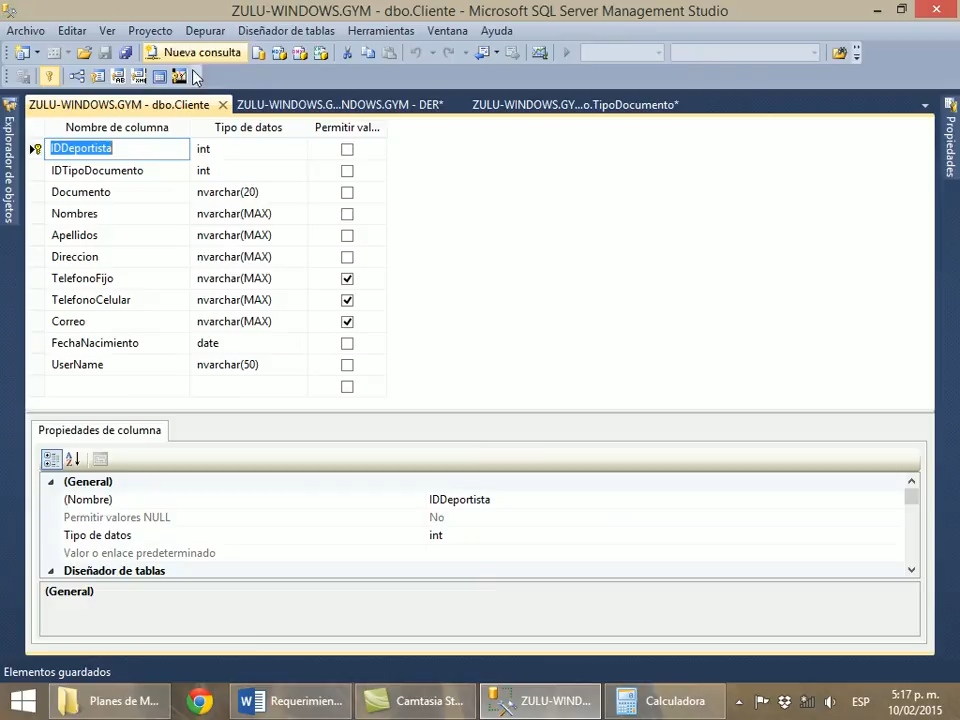 ZULU-WINDOWS.GYM - dbo.Cliente - Microsoft SQL Server Management Studio
Archivo Editar Ver Proyecto Depurar Diseñador de tablas Herramientas Ventana Ayuda
Nueva consulta
ZULU-WINDOWS.GYM - dbo.Cliente ZULU-WINDOWS.G...NDOWS.GYM - DER* ZULU-WINDOWS.GY...o.TipoDocumento*
Explorador de objetos
Propiedades
Nombre de columna Tipo de datos Permitir val...
IDDeportista int
IDTipoDocumento int
Documento nvarchar(20)
Nombres nvarchar(MAX)
Apellidos nvarchar(MAX)
Direccion nvarchar(MAX)
TelefonoFijo nvarchar(MAX)
TelefonoCelular nvarchar(MAX)
Correo nvarchar(MAX)
FechaNacimiento date
UserName nvarchar(50)
Propiedades de columna
(General)
(Nombre) IDDeportista
Permitir valores NULL No
Tipo de datos int
Valor o enlace predeterminado
Diseñador de tablas
(General)
Elementos guardados
Planes de M... Requerimien... Camtasia St... ZULU-WIND... Calculadora ESP 5:17 p. m.
10/02/2015